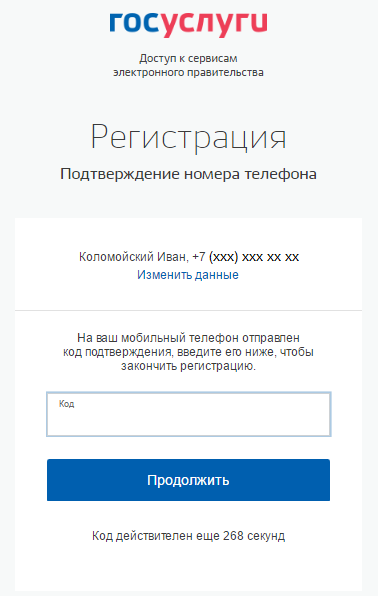 госуслуги
Доступ к сервисам
электронного правительства
Регистрация
Подтверждение номера телефона
Коломойский Иван, +7 (xxx) xxx xx xx
Изменить данные
На ваш мобильный телефон отправлен
код подтверждения, введите его ниже, чтобы
закончить регистрацию.
Код
Продолжить
Код действителен еще 268 секунд